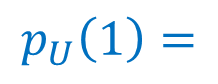 p_U(1) =